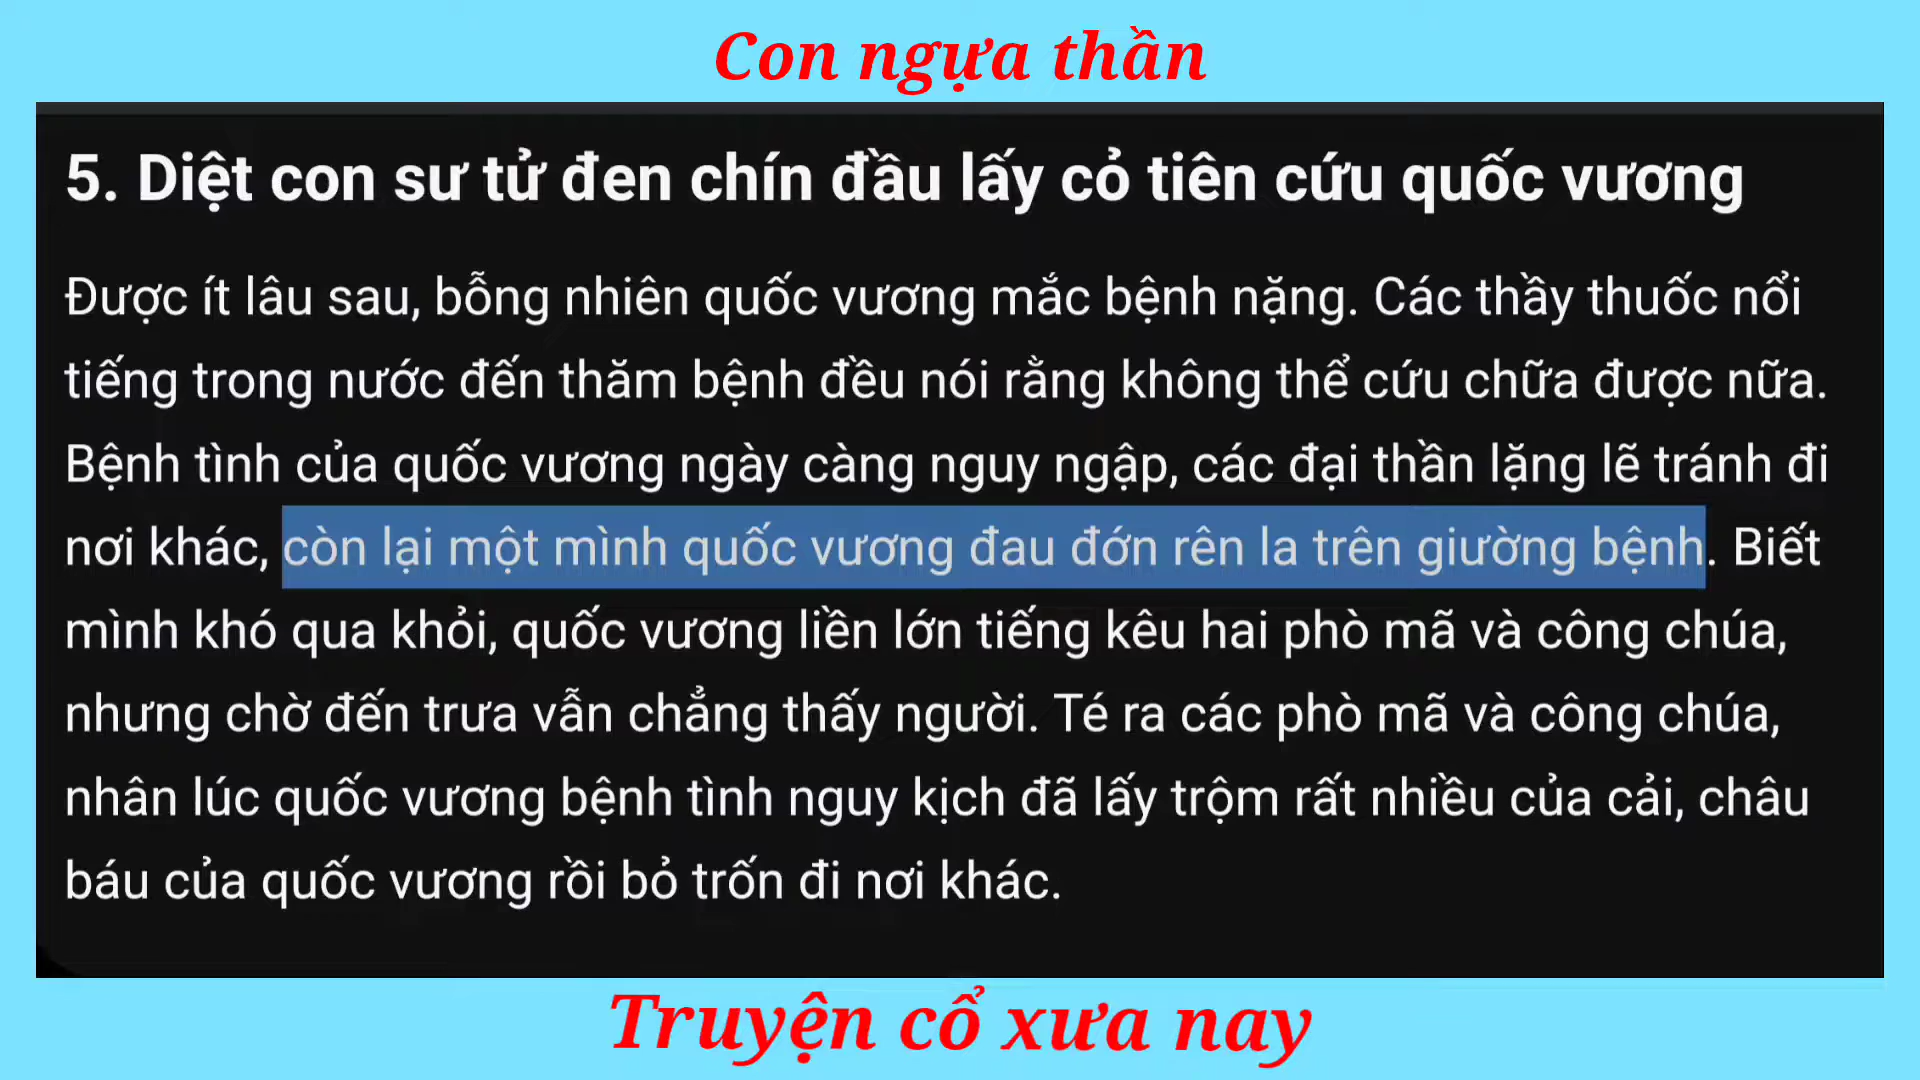 Con ngựa thần
5. Diệt con sư tử đen chín đầu lấy cỏ tiên cứu quốc vương
Được ít lâu sau, bỗng nhiên quốc vương mắc bệnh nặng. Các thầy thuốc nổi
tiếng trong nước đến thăm bệnh đều nói rằng không thể cứu chữa được nữa.
Bệnh tình của quốc vương ngày càng nguy ngập, các đại thần lặng lẽ tránh đi
nơi khác, còn lại một mình quốc vương đau đớn rên la trên giường bệnh. Biết
mình khó qua khỏi, quốc vương liền lớn tiếng kêu hai phò mã và công chúa,
nhưng chờ đến trưa vẫn chẳng thấy người. Té ra các phò mã và công chúa,
nhân lúc quốc vương bệnh tình nguy kịch đã lấy trộm rất nhiều của cải, châu
báu của quốc vương rồi bỏ trốn đi nơi khác.
Truyện cổ xưa nay